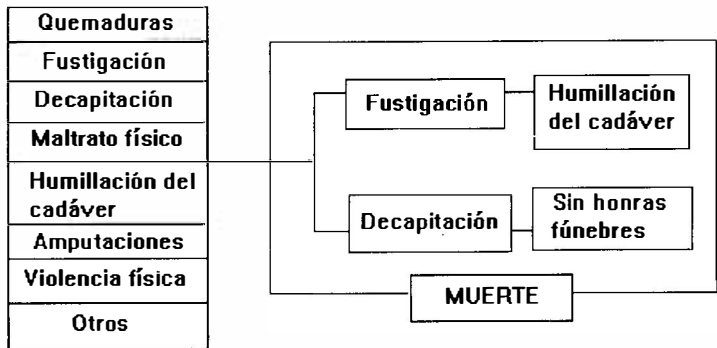 Quemaduras
Fustigación
Decapitación
Maltrato físico
Humillación del
cadáver
Amputaciones
Violencia física
Otros
Fustigación
Humillación
del cadáver
Decapitación
Sin honras
fúnebres
MUERTE